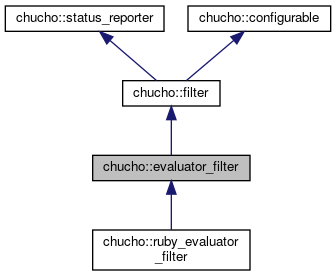 chucho::status_reporter
chucho::configurable
chucho::filter
chucho::evaluator_filter
chucho::ruby_evaluator
_filter